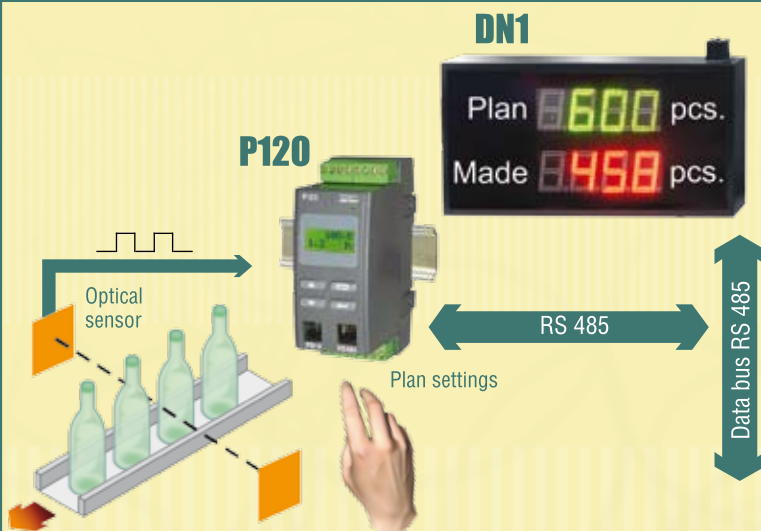 DN1
Plan 600 pcs.
Made 458 pcs.
P120
Optical
sensor
RS 485
Plan settings
Data bus RS 485